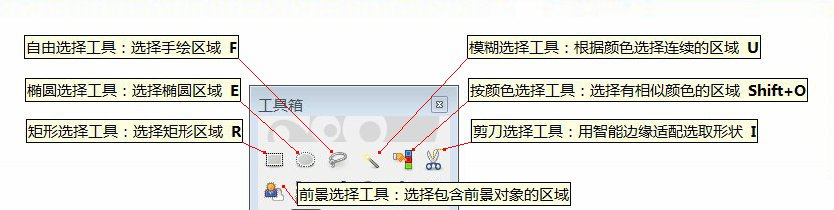 自由选择工具：选择手绘区域 F
模糊选择工具：根据颜色选择连续的区域 U
椭圆选择工具：选择椭圆区域 E
按颜色选择工具：选择有相似颜色的区域 Shift+O
工具箱
矩形选择工具：选择矩形区域 R
剪刀选择工具：用智能边缘适配选取形状 I
前景选择工具：选择包含前景对象的区域